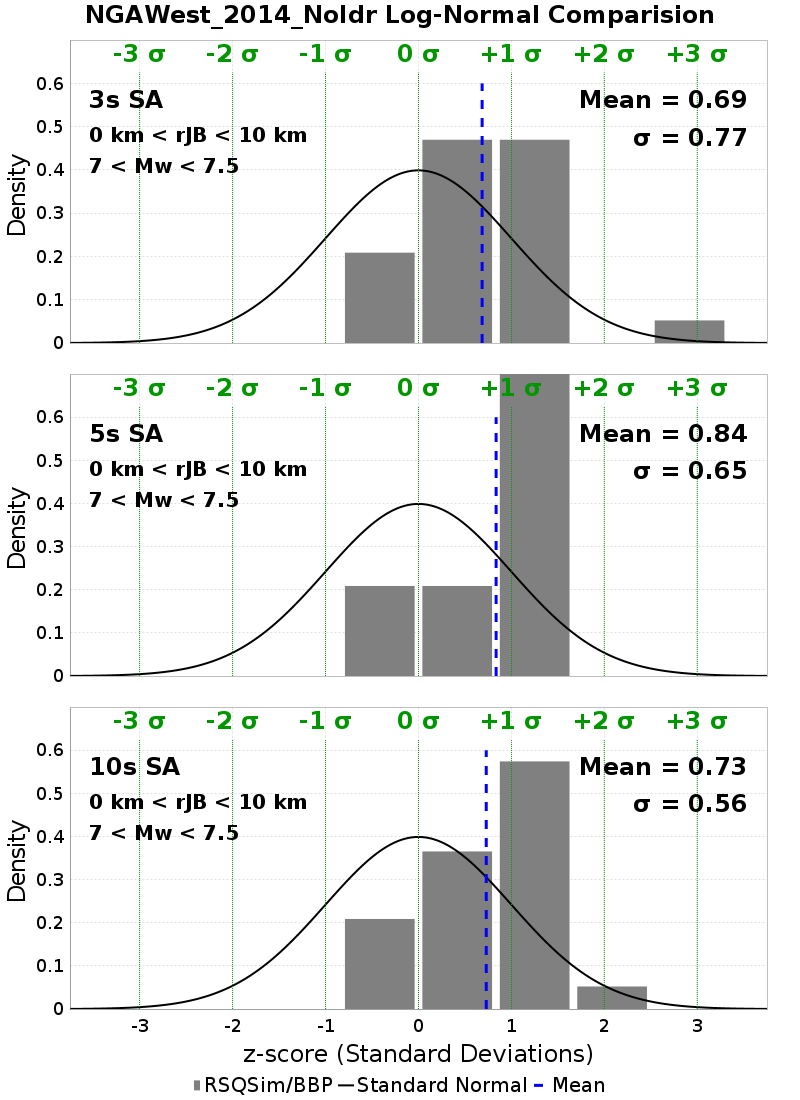 NGAWest_2014_NoIdr Log-Normal Comparision
-3 σ -2 σ -1 σ 0 σ +1 σ +2 σ +3 σ
0.6
3s SA
Mean = 0.69
0.5
0 km < rJB < 10 km
σ = 0.77
7 < Mw < 7.5
0.4
0.3
0.2
0.1
0
Density
-3 σ -2 σ -1 σ 0 σ +1 σ +2 σ +3 σ
0.6
5s SA
Mean = 0.84
0.5
0 km < rJB < 10 km
σ = 0.65
7 < Mw < 7.5
0.4
0.3
0.2
0.1
0
Density
-3 σ -2 σ -1 σ 0 σ +1 σ +2 σ +3 σ
0.6
10s SA
Mean = 0.73
0.5
0 km < rJB < 10 km
σ = 0.56
7 < Mw < 7.5
0.4
0.3
0.2
0.1
0
Density
-3 -2 -1 0 1 2 3
z-score (Standard Deviations)
RSQSim/BBP Standard Normal Mean